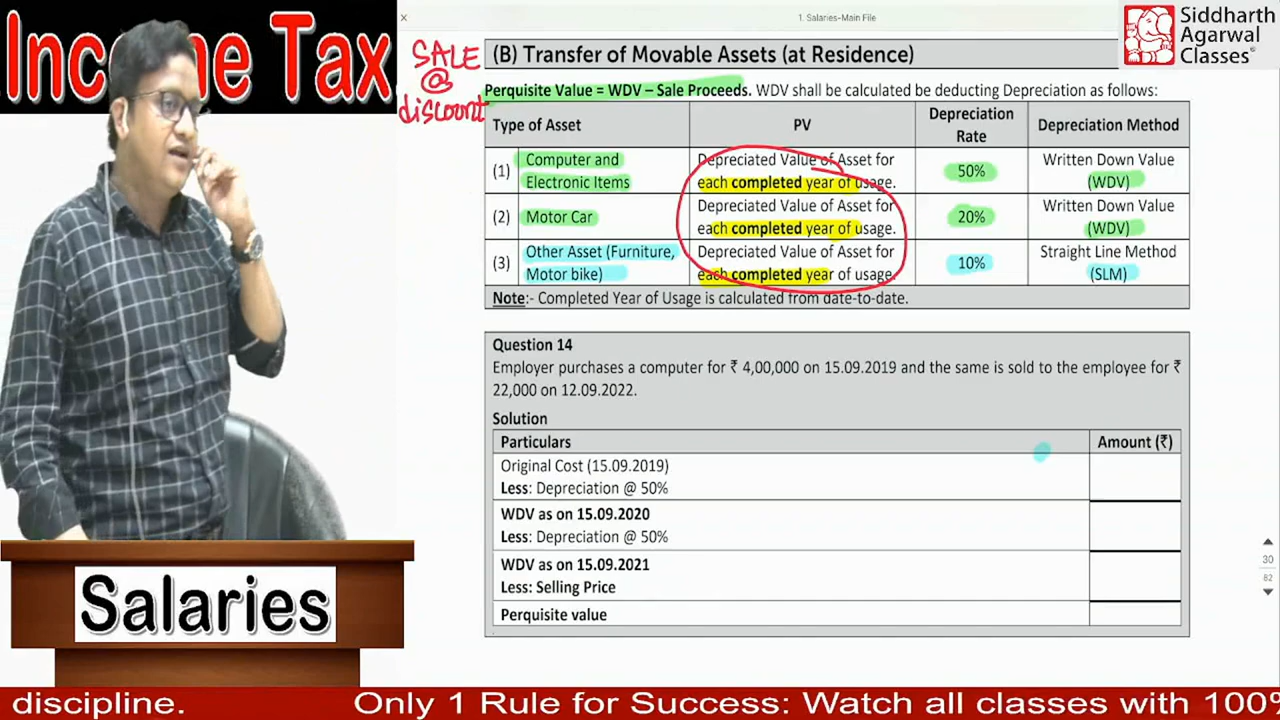 Income Tax
1. Salaries-Main File
Siddharth
Agarwal
Classes
SALE
@
discount
(B) Transfer of Movable Assets (at Residence)
Perquisite Value = WDV – Sale Proceeds. WDV shall be calculated be deducting Depreciation as follows:
Type of Asset PV Depreciation Rate Depreciation Method
(1) Computer and Electronic Items Depreciated Value of Asset for each completed year of usage. 50% Written Down Value (WDV)
(2) Motor Car Depreciated Value of Asset for each completed year of usage. 20% Written Down Value (WDV)
(3) Other Asset (Furniture, Motor bike) Depreciated Value of Asset for each completed year of usage. 10% Straight Line Method (SLM)
Note:- Completed Year of Usage is calculated from date-to-date.
Question 14
Employer purchases a computer for ₹ 4,00,000 on 15.09.2019 and the same is sold to the employee for ₹
22,000 on 12.09.2022.
Solution
Particulars Amount (₹)
Original Cost (15.09.2019)
Less: Depreciation @ 50%
WDV as on 15.09.2020
Less: Depreciation @ 50%
WDV as on 15.09.2021
Less: Selling Price
Perquisite value
30
82
Salaries
discipline. Only 1 Rule for Success: Watch all classes with 100%